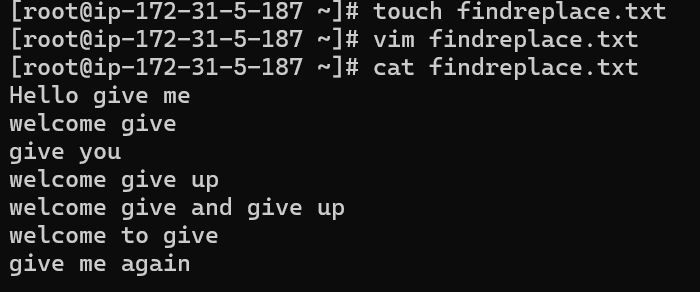 [root@ip-172-31-5-187 ~]# touch findreplace.txt
[root@ip-172-31-5-187 ~]# vim findreplace.txt
[root@ip-172-31-5-187 ~]# cat findreplace.txt
Hello give me
welcome give
give you
welcome give up
welcome give and give up
welcome to give
give me again